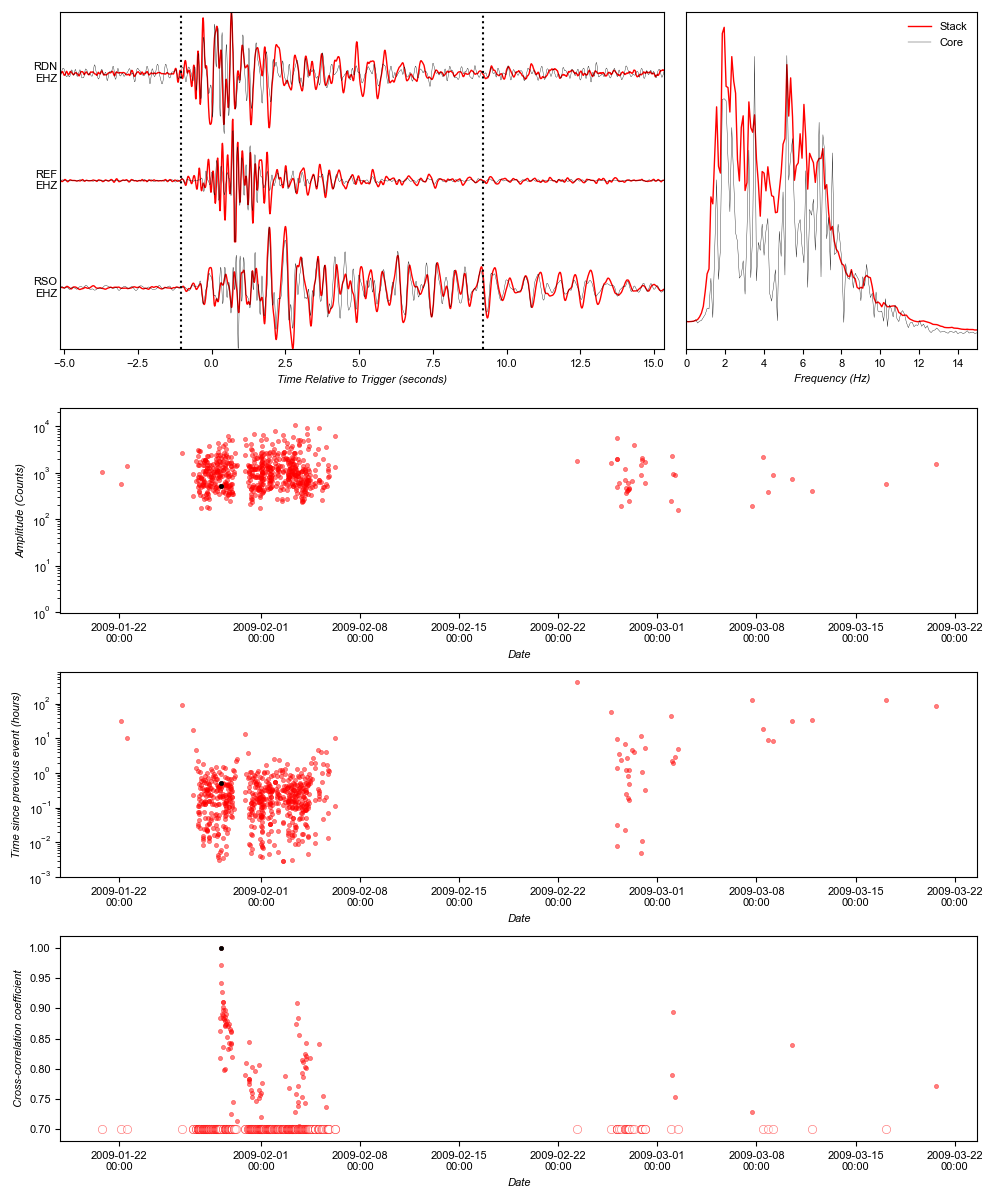 RDN
EHZ
REF
EHZ
RSO
EHZ
−5.0 −2.5 0.0 2.5 5.0 7.5 10.0 12.5 15.0
Time Relative to Trigger (seconds)
Stack
Core
0 2 4 6 8 10 12 14
Frequency (Hz)
Amplitude (Counts)
10⁴
10³
10²
10¹
10⁰
2009-01-22 2009-02-01 2009-02-08 2009-02-15 2009-02-22 2009-03-01 2009-03-08 2009-03-15 2009-03-22
00:00 00:00 00:00 00:00 00:00 00:00 00:00 00:00 00:00
Date
Time since previous event (hours)
10²
10¹
10⁰
10⁻¹
10⁻²
10⁻³
2009-01-22 2009-02-01 2009-02-08 2009-02-15 2009-02-22 2009-03-01 2009-03-08 2009-03-15 2009-03-22
00:00 00:00 00:00 00:00 00:00 00:00 00:00 00:00 00:00
Date
Cross-correlation coefficient
1.00
0.95
0.90
0.85
0.80
0.75
0.70
2009-01-22 2009-02-01 2009-02-08 2009-02-15 2009-02-22 2009-03-01 2009-03-08 2009-03-15 2009-03-22
00:00 00:00 00:00 00:00 00:00 00:00 00:00 00:00 00:00
Date